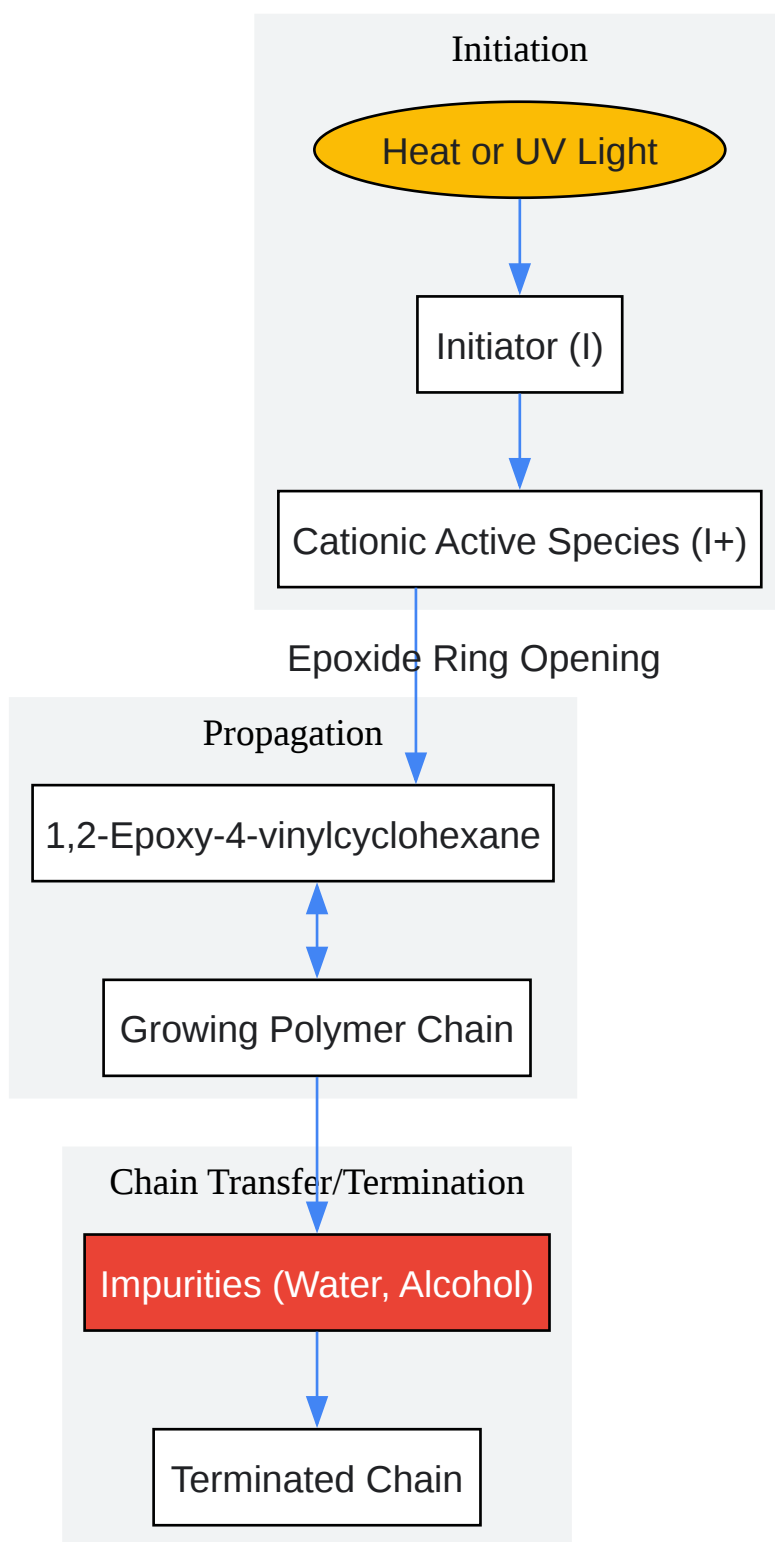 Initiation
Heat or UV Light
Initiator (I)
Cationic Active Species (I+)
Epoxide Ring Opening
Propagation
1,2-Epoxy-4-vinylcyclohexane
Growing Polymer Chain
Chain Transfer/Termination
Impurities (Water, Alcohol)
Terminated Chain